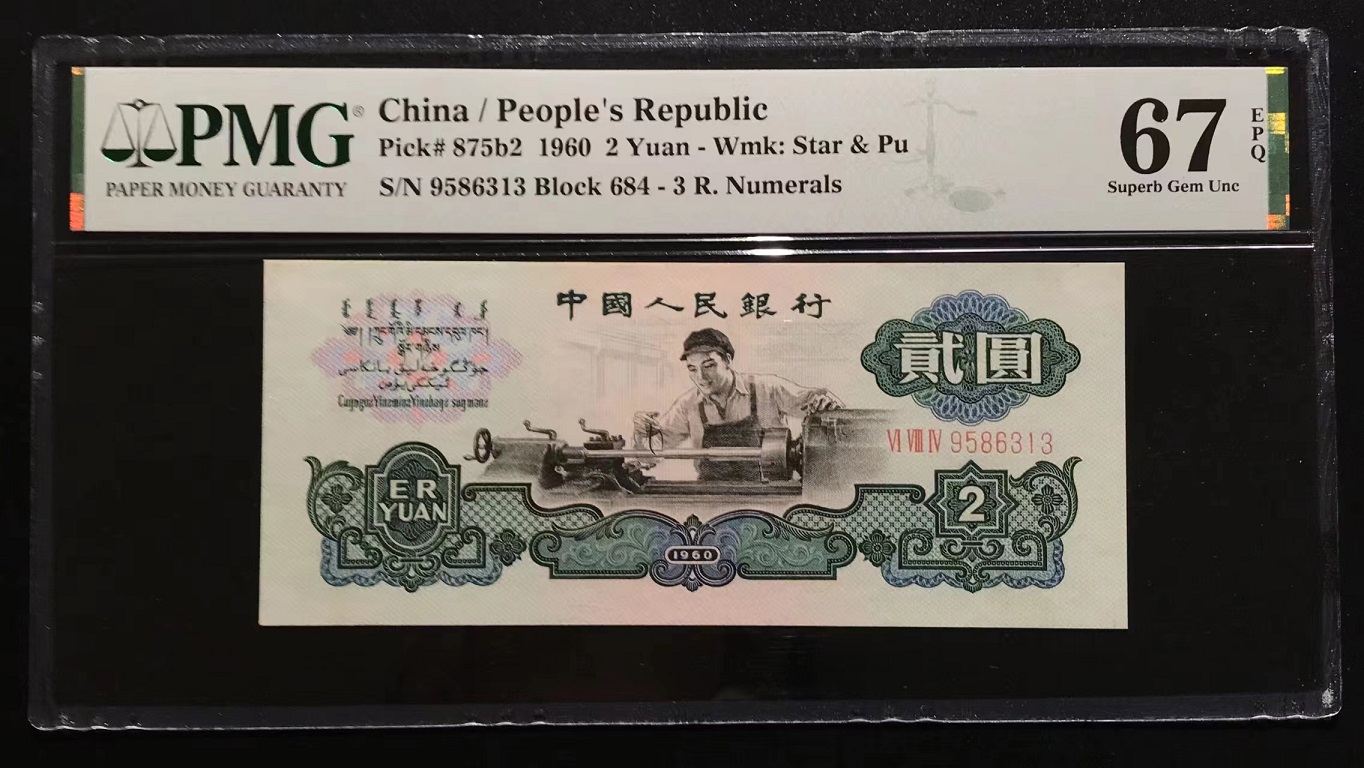 PMG®
PAPER MONEY GUARANTY
China / People's Republic
Pick# 875b2 1960 2 Yuan - Wmk: Star & Pu
S/N 9586313 Block 684 - 3 R. Numerals
67
EPQ
Superb Gem Unc
中國人民銀行
貳圓
VI VIII IV 9586313
ER
YUAN
2
1960